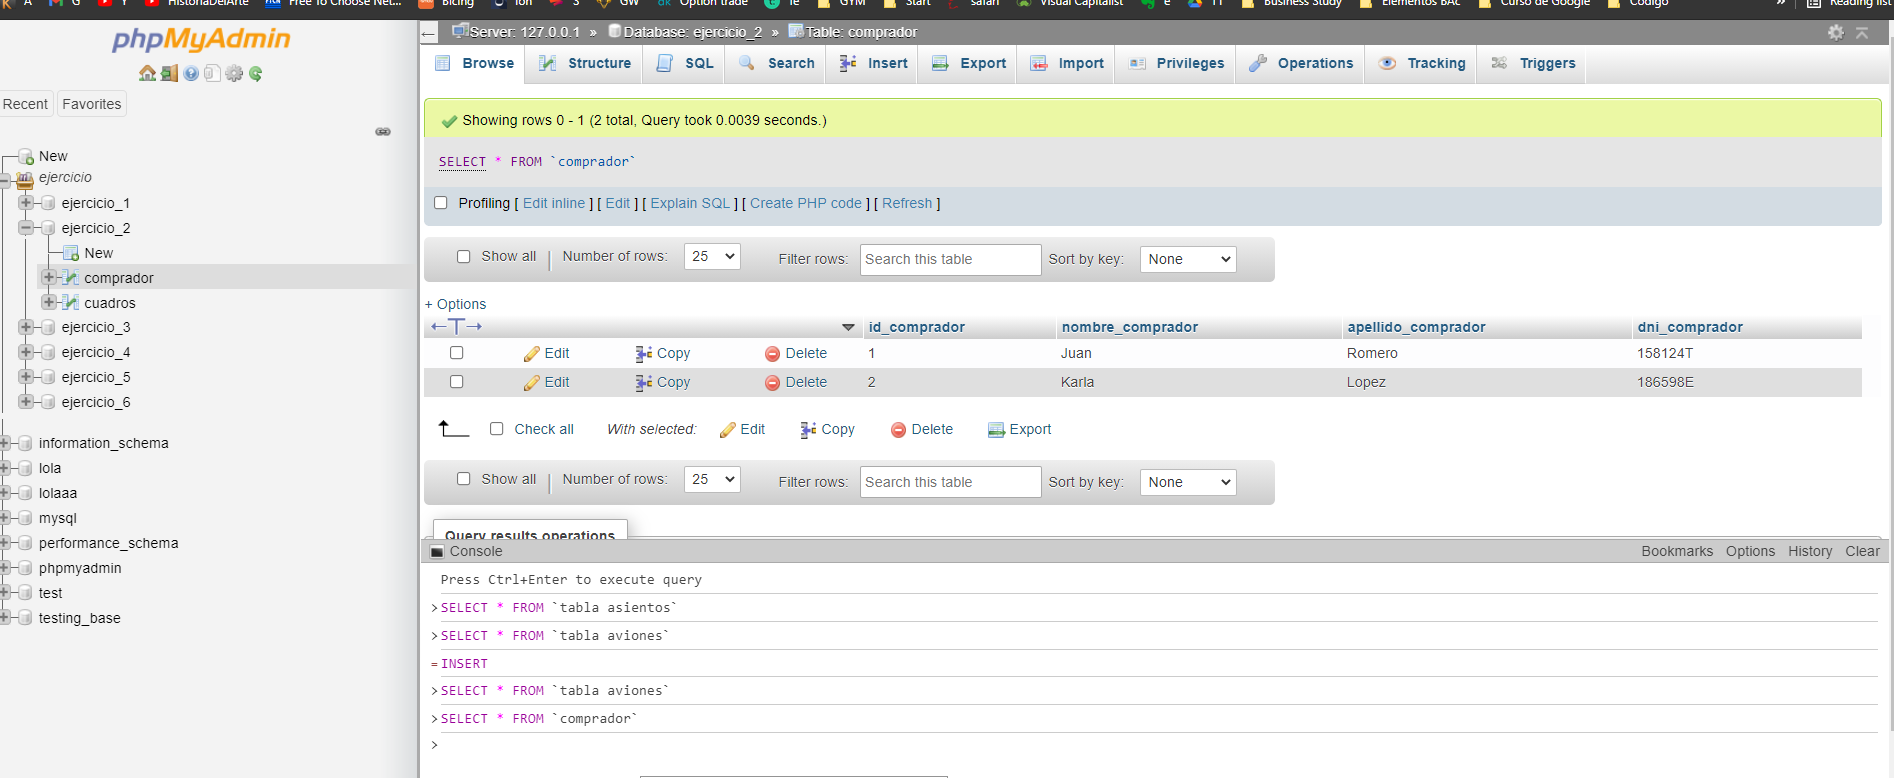 A G Y HistoriaDelArte Free To Choose Net... Bicing Ton S GW Option trade Te GYM Start safari Visual Capitalist e 11 Business Study Elementos BAc Curso de Google Codigo » Reading list
phpMyAdmin
Recent Favorites
New
ejercicio
ejercicio_1
ejercicio_2
New
comprador
cuadros
ejercicio_3
ejercicio_4
ejercicio_5
ejercicio_6
information_schema
lola
lolaaa
mysql
performance_schema
phpmyadmin
test
testing_base
Server: 127.0.0.1 » Database: ejercicio_2 » Table: comprador
Browse Structure SQL Search Insert Export Import Privileges Operations Tracking Triggers
Showing rows 0 - 1 (2 total, Query took 0.0039 seconds.)
SELECT * FROM `comprador`
Profiling [ Edit inline ] [ Edit ] [ Explain SQL ] [ Create PHP code ] [ Refresh ]
Show all Number of rows: 25 Filter rows: Search this table Sort by key: None
+ Options
id_comprador nombre_comprador apellido_comprador dni_comprador
Edit Copy Delete 1 Juan Romero 158124T
Edit Copy Delete 2 Karla Lopez 186598E
Check all With selected: Edit Copy Delete Export
Show all Number of rows: 25 Filter rows: Search this table Sort by key: None
Query results operations
Console Bookmarks Options History Clear
Press Ctrl+Enter to execute query
>SELECT * FROM `tabla asientos`
>SELECT * FROM `tabla aviones`
=INSERT
>SELECT * FROM `tabla aviones`
>SELECT * FROM `comprador`
>